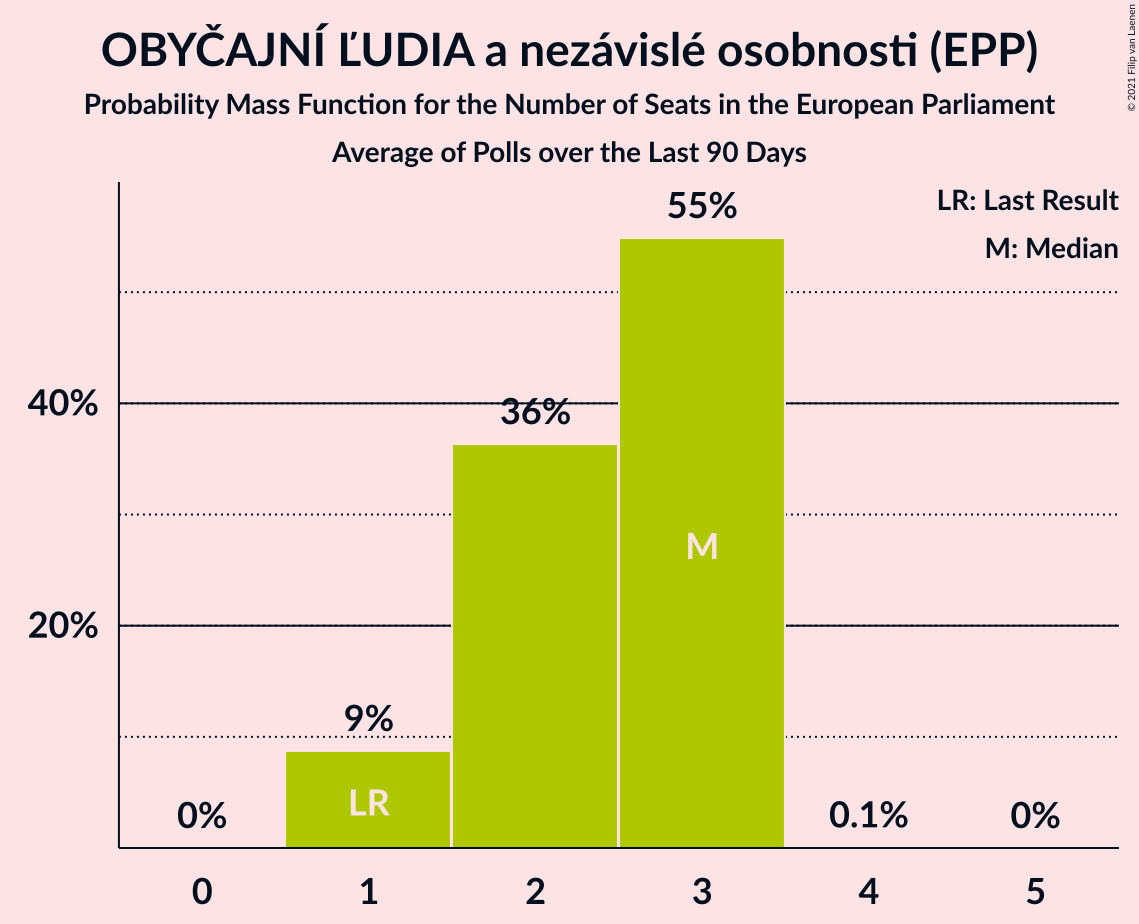 OBYČAJNÍ ĽUDIA a nezávislé osobnosti (EPP)
Probability Mass Function for the Number of Seats in the European Parliament
Average of Polls over the Last 90 Days
© 2021 Filip van Laenen
LR: Last Result
M: Median
55%
40%
36%
M
20%
9%
LR
0%
0.1%
0%
0 1 2 3 4 5